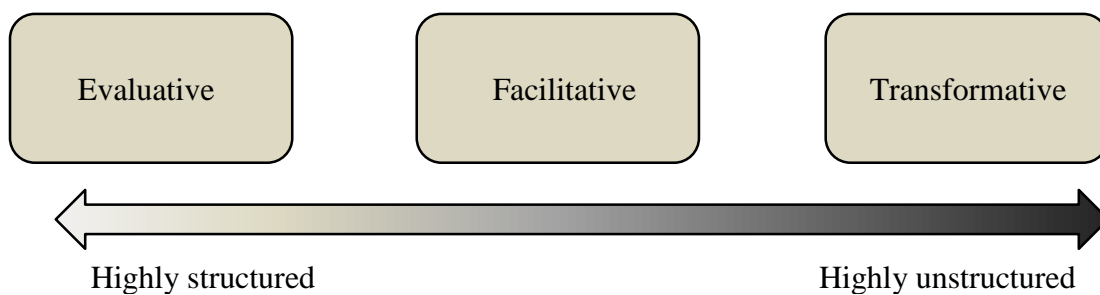 Evaluative
Facilitative
Transformative
Highly structured
Highly unstructured